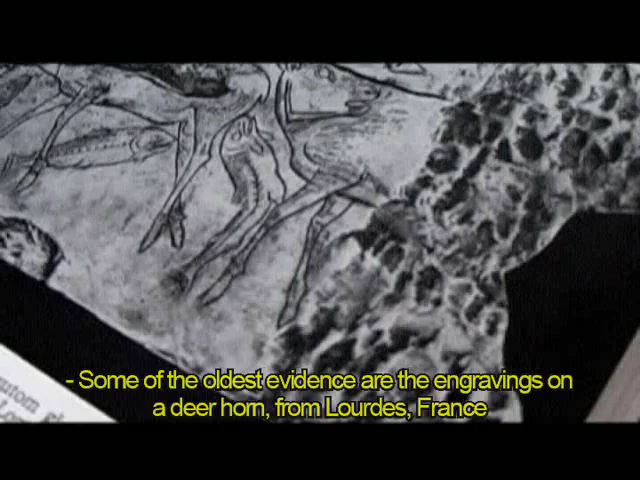 - Some of the oldest evidence are the engravings on
a deer horn, from Lourdes, France